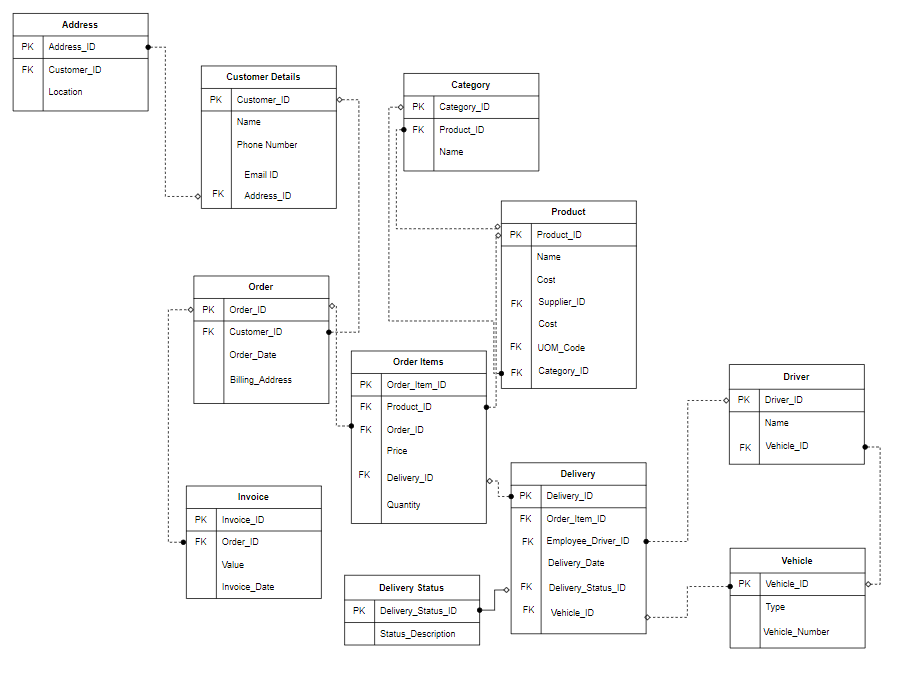 Address
PK Address_ID
FK Customer_ID
Location
Customer Details
PK Customer_ID
Name
Phone Number
Email ID
FK Address_ID
Category
PK Category_ID
FK Product_ID
Name
Product
PK Product_ID
Name
Cost
FK Supplier_ID
Cost
FK UOM_Code
FK Category_ID
Order
PK Order_ID
FK Customer_ID
Order_Date
Billing_Address
Order Items
PK Order_Item_ID
FK Product_ID
FK Order_ID
Price
FK Delivery_ID
Quantity
Driver
PK Driver_ID
Name
FK Vehicle_ID
Invoice
PK Invoice_ID
FK Order_ID
Value
Invoice_Date
Delivery
PK Delivery_ID
FK Order_Item_ID
FK Employee_Driver_ID
Delivery_Date
FK Delivery_Status_ID
FK Vehicle_ID
Delivery Status
PK Delivery_Status_ID
Status_Description
Vehicle
PK Vehicle_ID
Type
Vehicle_Number